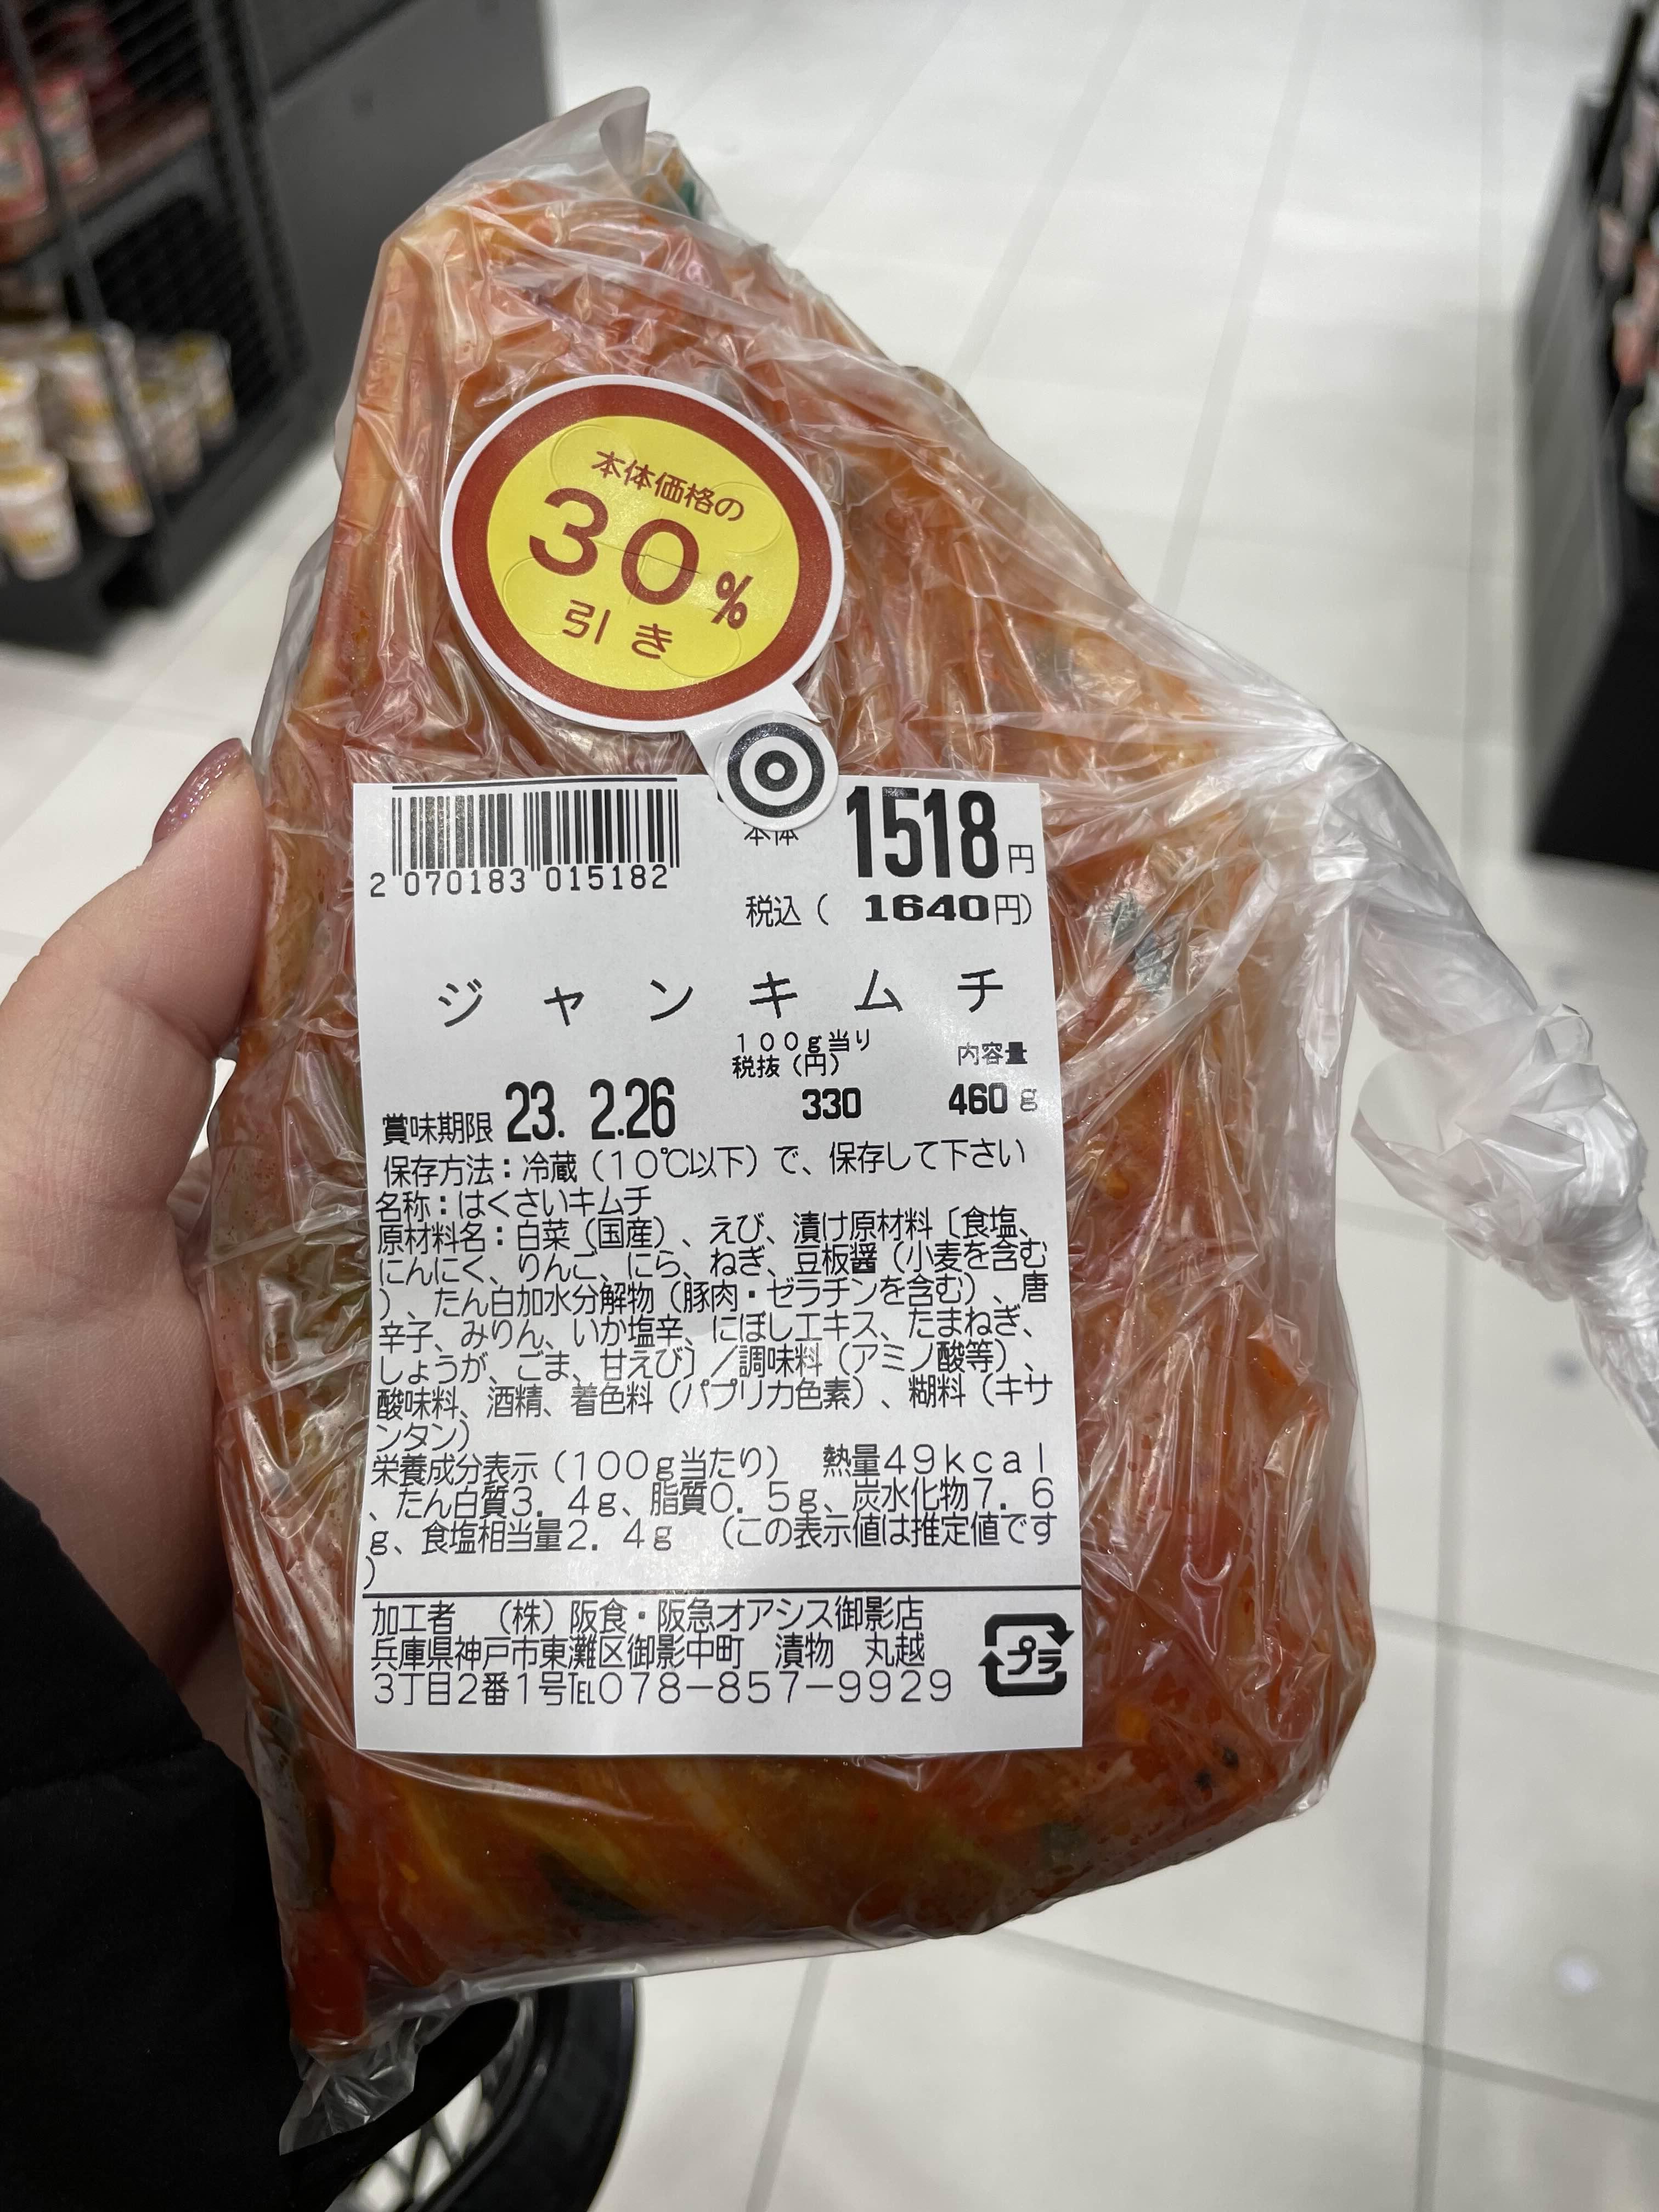 本体価格の
30%
引き
2 070183 015182
本体 1518円
税込 ( 1640円)
ジャンキムチ
100g当り
税抜(円) 内容量
賞味期限 23. 2.26 330 460g
保存方法:冷蔵(10℃以下)で、保存して下さい
名称:はくさいキムチ
原材料名:白菜(国産)、えび、漬け原材料〔食塩、
にんにく、りんご、にら、ねぎ、豆板醤(小麦を含む
)、たん白加水分解物(豚肉・ゼラチンを含む)、唐
辛子、みりん、いか塩辛、にぼしエキス、たまねぎ、
しょうが、ごま、甘えび〕/調味料(アミノ酸等)、
酸味料、酒精、着色料(パプリカ色素)、糊料(キサ
ンタン)
栄養成分表示(100g当たり) 熱量49kcal
、たん白質3.4g、脂質0.5g、炭水化物7.6
g、食塩相当量2.4g (この表示値は推定値です
)
加工者 (株)阪食・阪急オアシス御影店
兵庫県神戸市東灘区御影中町 漬物 丸越
3丁目2番1号℡078-857-9929
プラ